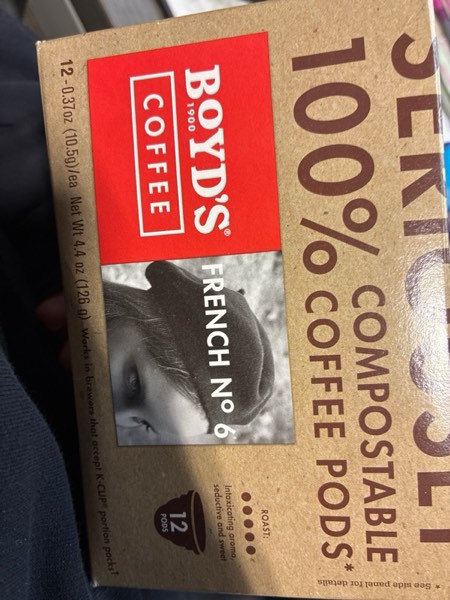 SERIOUSLY
100% COMPOSTABLE
COFFEE PODS*
* See side panel for details
BOYD'S®
1900
COFFEE
FRENCH Nº 6
ROAST:
Intoxicating aroma,
seductive and sweet
12
PODS
12 - 0.37oz (10.5g)/ea Net Wt 4.4 oz (126 g) Works in brewers that accept K-CUP® portion packs†